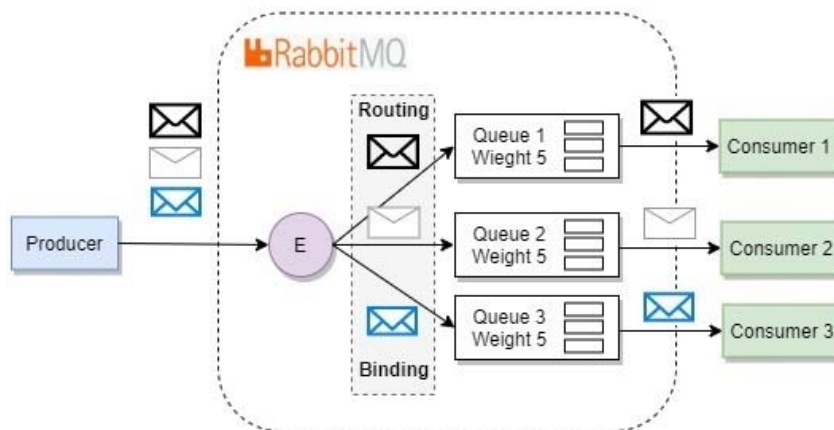 RabbitMQ
Routing
Queue 1
Wieght 5
Consumer 1
Producer
E
Queue 2
Weight 5
Consumer 2
Queue 3
Weight 5
Consumer 3
Binding